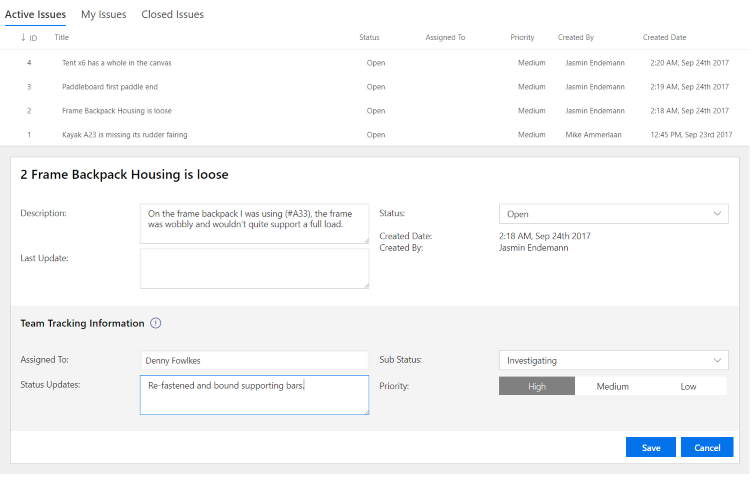 Active Issues My Issues Closed Issues
↓ ID Title Status Assigned To Priority Created By Created Date
4 Tent x6 has a whole in the canvas Open Medium Jasmin Endemann 2:20 AM, Sep 24th 2017
3 Paddleboard first paddle end Open Medium Jasmin Endemann 2:19 AM, Sep 24th 2017
2 Frame Backpack Housing is loose Open Medium Jasmin Endemann 2:18 AM, Sep 24th 2017
1 Kayak A23 is missing its rudder fairing Open Medium Mike Ammerlaan 12:45 PM, Sep 23rd 2017
2 Frame Backpack Housing is loose
Description: On the frame backpack I was using (#A33), the frame
was wobbly and wouldn't quite support a full load.
Status: Open
Created Date: 2:18 AM, Sep 24th 2017
Created By: Jasmin Endemann
Last Update:
Team Tracking Information
Assigned To: Denny Fowlkes Sub Status: Investigating
Status Updates: Re-fastened and bound supporting bars. Priority: High Medium Low
Save Cancel